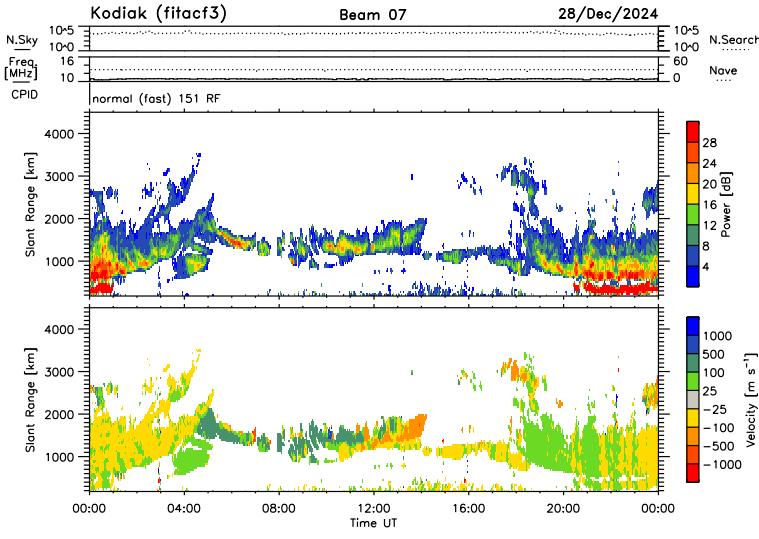 Kodiak (fitacf3) Beam 07 28/Dec/2024
N.Sky 10^5 10^0 10^5 10^0 N.Search
Freq. [MHz] 16 10 60 0 Nave
CPID normal (fast) 151 RF
Slant Range [km] 4000 3000 2000 1000
Power [dB] 28 24 20 16 12 8 4
Slant Range [km] 4000 3000 2000 1000
Velocity [m s⁻¹] 1000 500 100 25 -25 -100 -500 -1000
00:00 04:00 08:00 12:00 16:00 20:00 00:00
Time UT